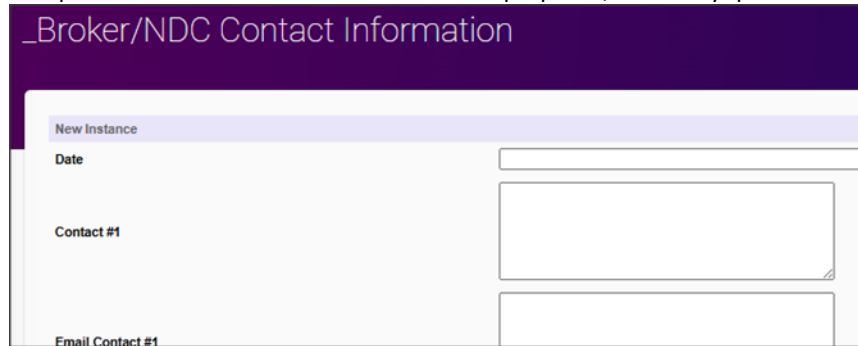 _Broker/NDC Contact Information
New Instance
Date
Contact #1
Email Contact #1